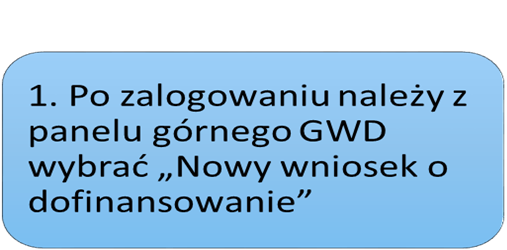 1. Po zalogowaniu należy z
panelu górnego GWD
wybrać „Nowy wniosek o
dofinansowanie”